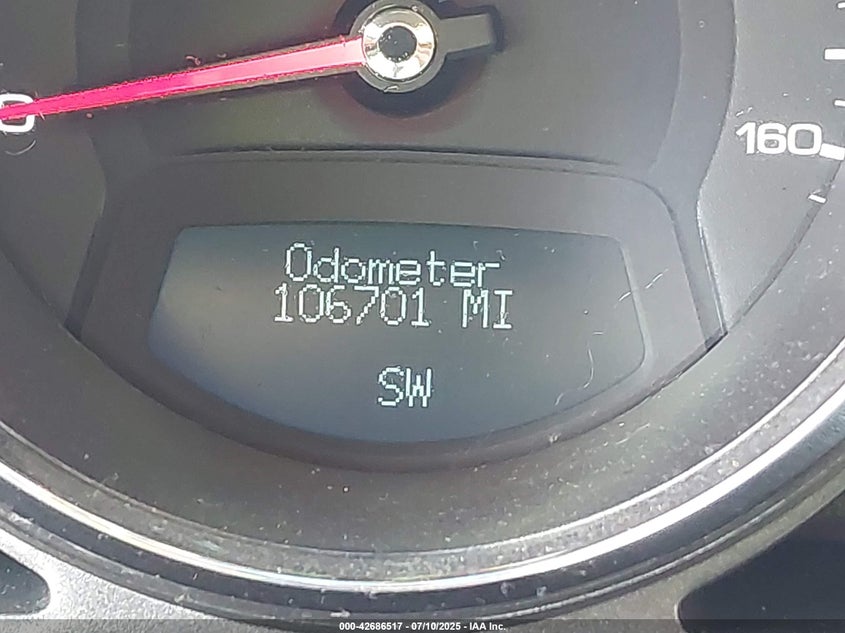 160
Odometer
106701 MI
SW
000-42686517 - 07/10/2025 - IAA Inc.